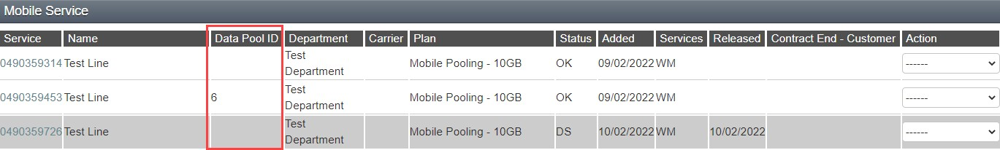 Mobile Service
Service Name Data Pool ID Department Carrier Plan Status Added Services Released Contract End - Customer Action
0490359314 Test Line Test Department Mobile Pooling - 10GB OK 09/02/2022 WM ------
0490359453 Test Line 6 Test Department Mobile Pooling - 10GB OK 09/02/2022 WM ------
0490359726 Test Line Test Department Mobile Pooling - 10GB DS 10/02/2022 WM 10/02/2022 ------